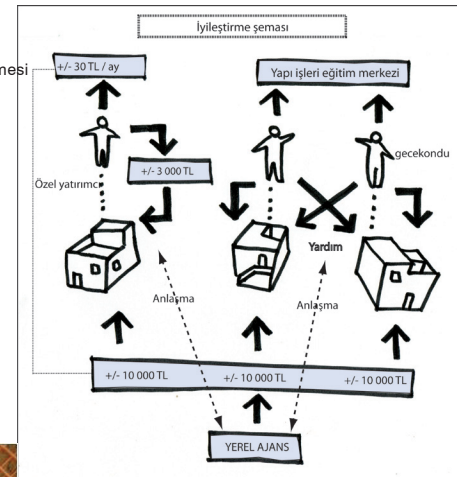 İyileştirme şeması
mesi
+/- 30 TL / ay
Yapı işleri eğitim merkezi
gecekondu
+/- 3 000 TL
Özel yatırımcı
Yardım
Anlaşma
Anlaşma
+/- 10 000 TL
+/- 10 000 TL
+/- 10 000 TL
YEREL AJANS